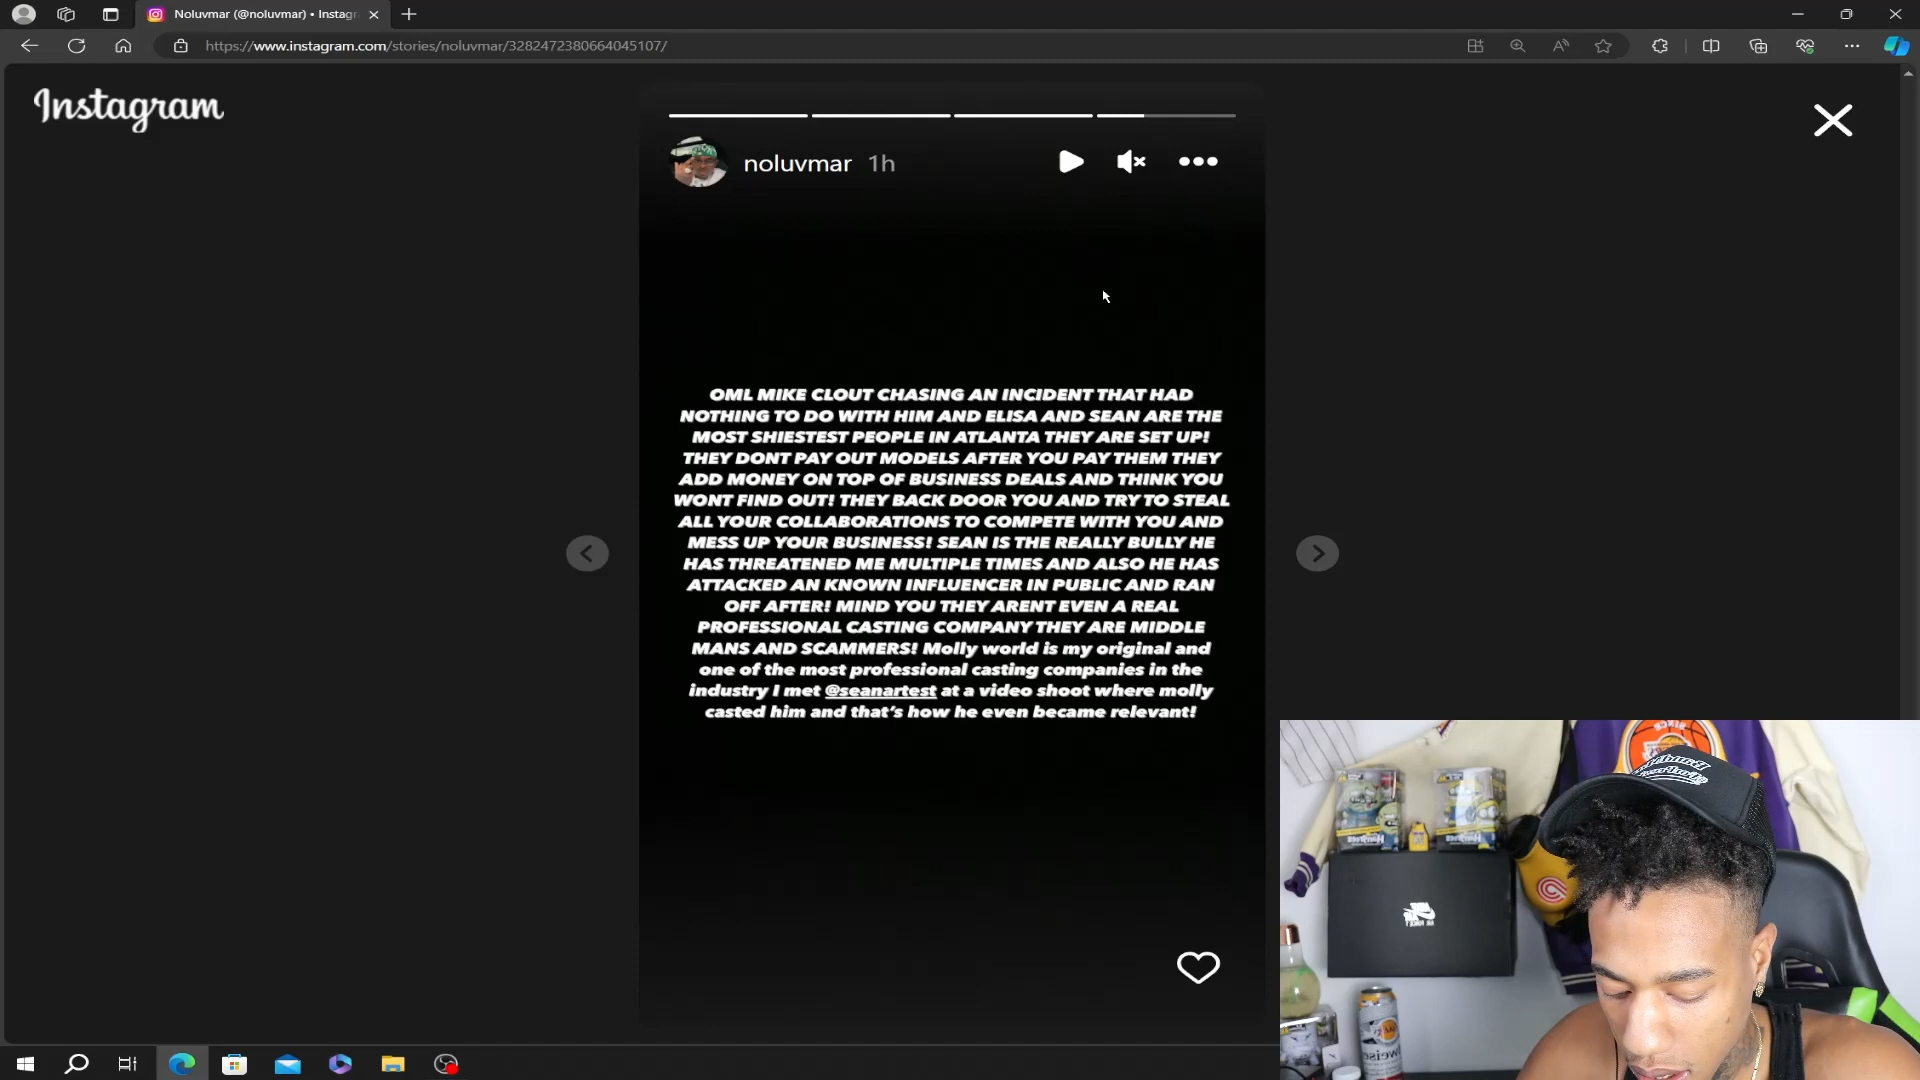 Noluvmar (@noluvmar) • Instagr
https://www.instagram.com/stories/noluvmar/3282472380664045107/
Instagram
noluvmar 1h
OML MIKE CLOUT CHASING AN INCIDENT THAT HAD
NOTHING TO DO WITH HIM AND ELISA AND SEAN ARE THE
MOST SHIESTEST PEOPLE IN ATLANTA THEY ARE SET UP!
THEY DONT PAY OUT MODELS AFTER YOU PAY THEM THEY
ADD MONEY ON TOP OF BUSINESS DEALS AND THINK YOU
WONT FIND OUT! THEY BACK DOOR YOU AND TRY TO STEAL
ALL YOUR COLLABORATIONS TO COMPETE WITH YOU AND
MESS UP YOUR BUSINESS! SEAN IS THE REALLY BULLY HE
HAS THREATENED ME MULTIPLE TIMES AND ALSO HE HAS
ATTACKED AN KNOWN INFLUENCER IN PUBLIC AND RAN
OFF AFTER! MIND YOU THEY ARENT EVEN A REAL
PROFESSIONAL CASTING COMPANY THEY ARE MIDDLE
MANS AND SCAMMERS! Molly world is my original and
one of the most professional casting companies in the
industry I met @seanartest at a video shoot where molly
casted him and that's how he even became relevant!